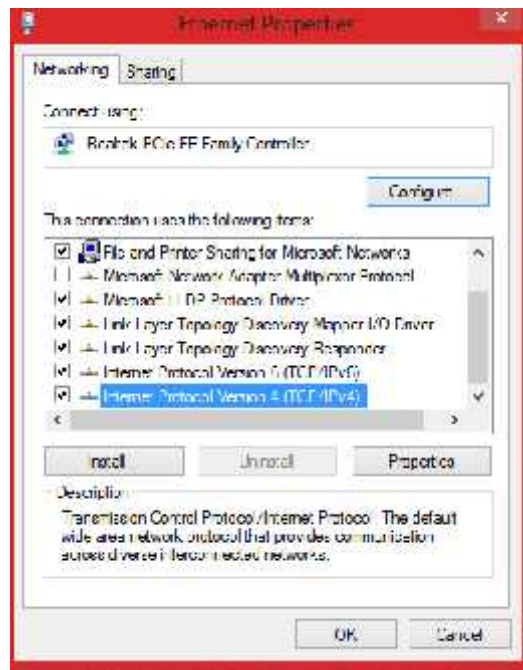 Ethernet Properties
Networking Sharing
Connect using:
Realtek PCIe FE Family Controller
Configure...
This connection uses the following items:
File and Printer Sharing for Microsoft Networks
Microsoft Network Adapter Multiplexor Protocol
Microsoft LLDP Protocol Driver
Link Layer Topology Discovery Mapper I/O Driver
Link Layer Topology Discovery Responder
Internet Protocol Version 6 (TCP/IPv6)
Internet Protocol Version 4 (TCP/IPv4)
Install... Uninstall Properties
Description
Transmission Control Protocol/Internet Protocol. The default
wide area network protocol that provides communication
across diverse interconnected networks.
OK Cancel